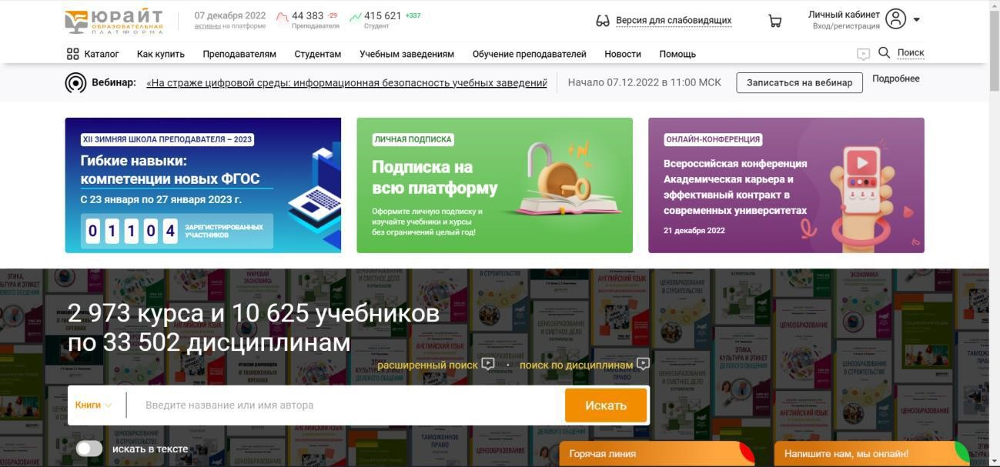 юрайт
ОБРАЗОВАТЕЛЬНАЯ
ПЛАТФОРМА
07 декабря 2022
активны на платформе
44 383 -29
Преподавателя
415 621 +337
Студент
Версия для слабовидящих
Личный кабинет
Вход/регистрация
Каталог Как купить Преподавателям Студентам Учебным заведениям Обучение преподавателей Новости Помощь
Поиск
Вебинар: «На страже цифровой среды: информационная безопасность учебных заведений
Начало 07.12.2022 в 11:00 МСК
Записаться на вебинар
Подробнее
XII ЗИМНЯЯ ШКОЛА ПРЕПОДАВАТЕЛЯ – 2023
Гибкие навыки:
компетенции новых ФГОС
С 23 января по 27 января 2023 г.
0 1 1 0 4
ЗАРЕГИСТРИРОВАННЫХ
УЧАСТНИКОВ
ЛИЧНАЯ ПОДПИСКА
Подписка на
всю платформу
Оформите личную подписку и
изучайте учебники и курсы
без ограничений целый год!
ОНЛАЙН-КОНФЕРЕНЦИЯ
Всероссийская конференция
Академическая карьера и
эффективный контракт в
современных университетах
21 декабря 2022
2 973 курса и 10 625 учебников
по 33 502 дисциплинам
расширенный поиск
поиск по дисциплинам
Книги
Введите название или имя автора
Искать
искать в тексте
Горячая линия
Напишите нам, мы онлайн!